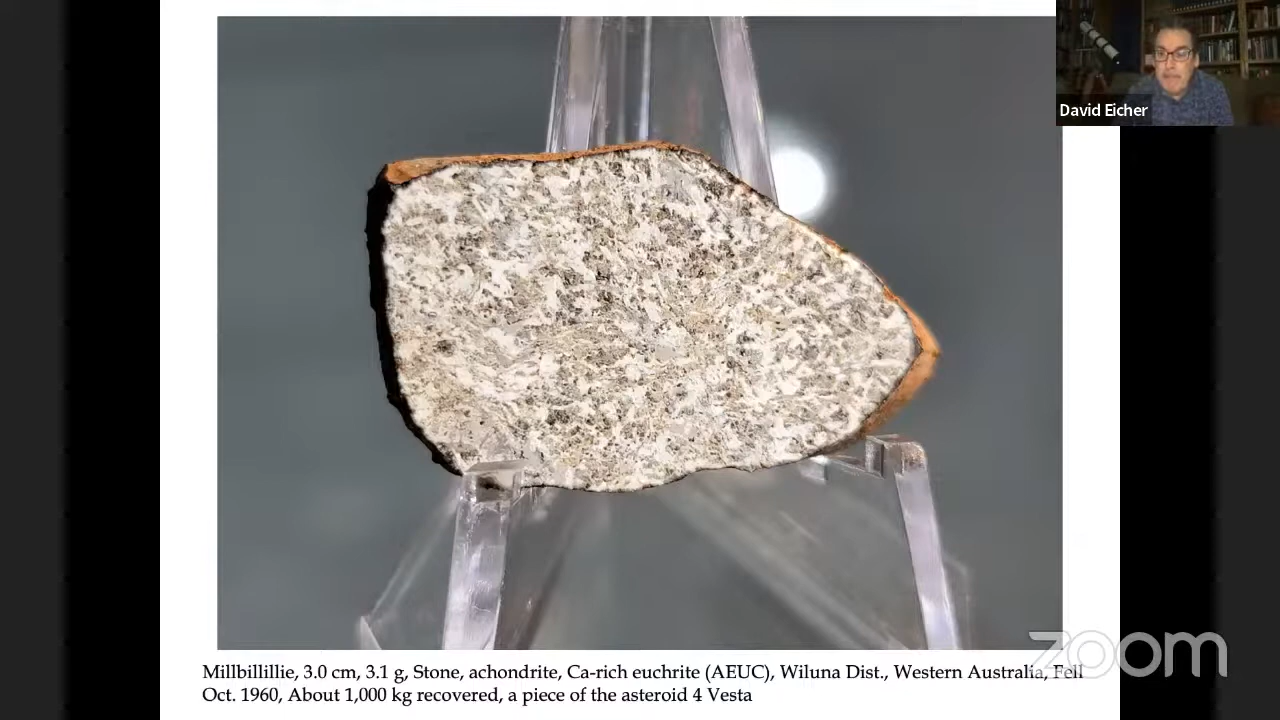 David Eicher
Millbillillie, 3.0 cm, 3.1 g, Stone, achondrite, Ca-rich euchrite (AEUC), Wiluna Dist., Western Australia, Fell
Oct. 1960, About 1,000 kg recovered, a piece of the asteroid 4 Vesta
zoom